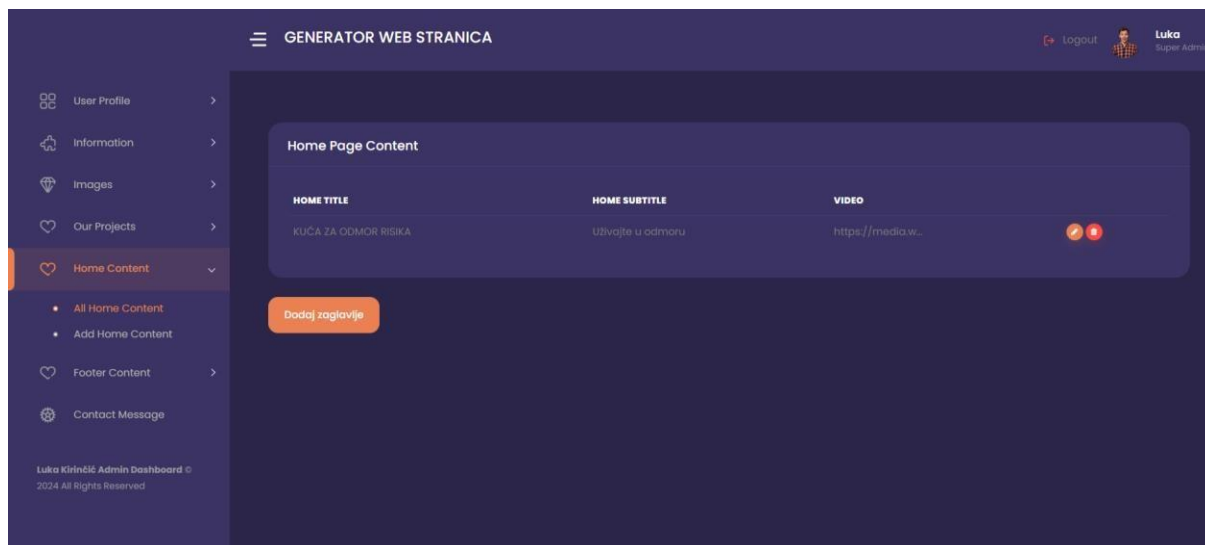 GENERATOR WEB STRANICA
Logout
Luka
Super Admi
User Profile
Information
Images
Our Projects
Home Content
All Home Content
Add Home Content
Footer Content
Contact Message
Luka Kirinčić Admin Dashboard ©
2024 All Rights Reserved
Home Page Content
HOME TITLE HOME SUBTITLE VIDEO
KUĆA ZA ODMOR RISIKA Uživajte u odmoru https://media.w...
Dodaj zaglavlje